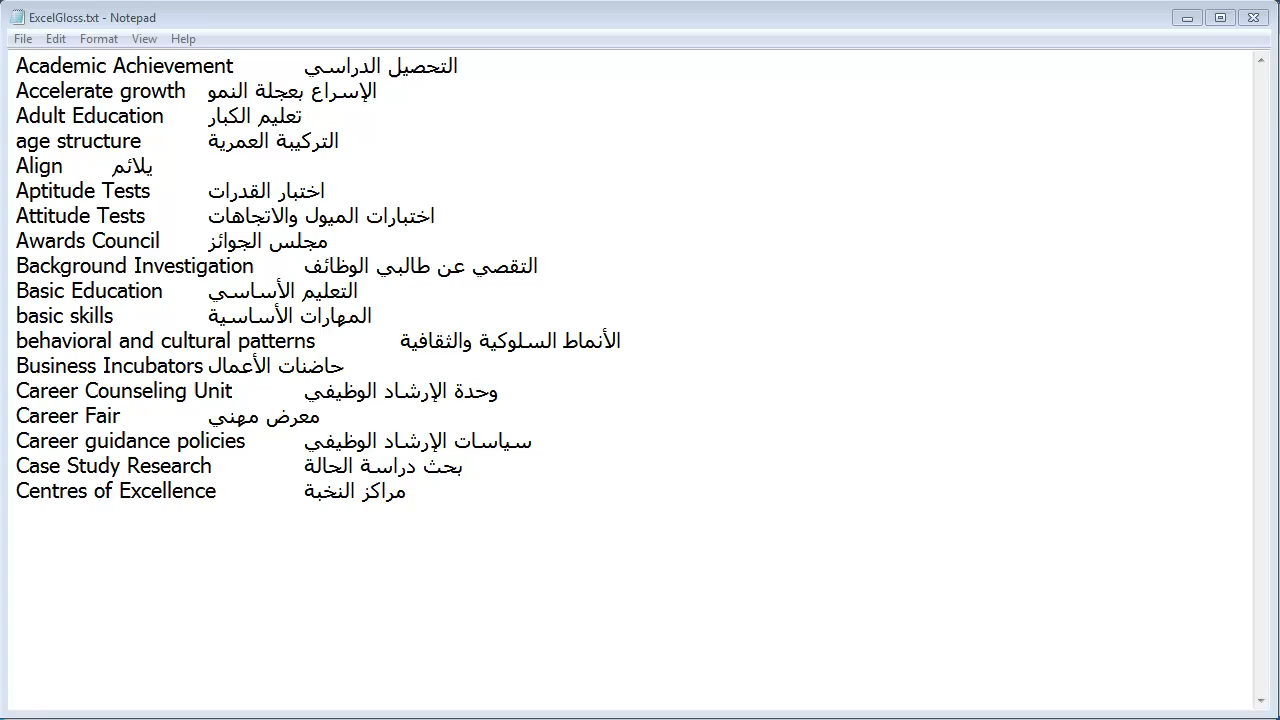 ExcelGloss.txt - Notepad
File Edit Format View Help
Academic Achievement التحصيل الدراسي
Accelerate growth الإسراع بعجلة النمو
Adult Education تعليم الكبار
age structure التركيبة العمرية
Align يلائم
Aptitude Tests اختبار القدرات
Attitude Tests اختبارات الميول والاتجاهات
Awards Council مجلس الجوائز
Background Investigation التقصي عن طالبي الوظائف
Basic Education التعليم الأساسي
basic skills المهارات الأساسية
behavioral and cultural patterns الأنماط السلوكية والثقافية
Business Incubators حاضنات الأعمال
Career Counseling Unit وحدة الإرشاد الوظيفي
Career Fair معرض مهني
Career guidance policies سياسات الإرشاد الوظيفي
Case Study Research بحث دراسة الحالة
Centres of Excellence مراكز النخبة